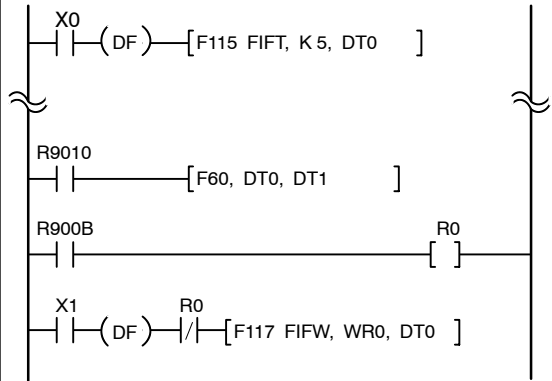 X0
(DF) [F115 FIFT, K 5, DT0 ]
R9010
[F60, DT0, DT1 ]
R900B R0
[ ]
X1 R0
(DF) [F117 FIFW, WR0, DT0 ]